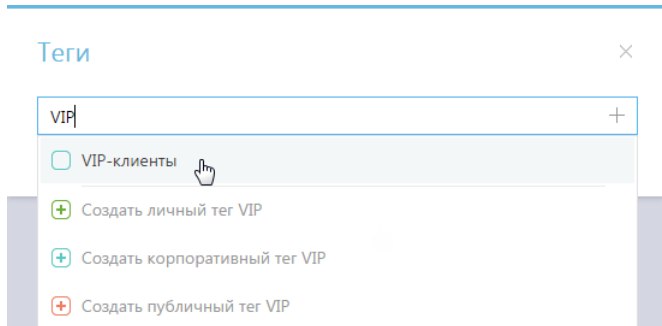 Теги
VIP
VIP-клиенты
Создать личный тег VIP
Создать корпоративный тег VIP
Создать публичный тег VIP